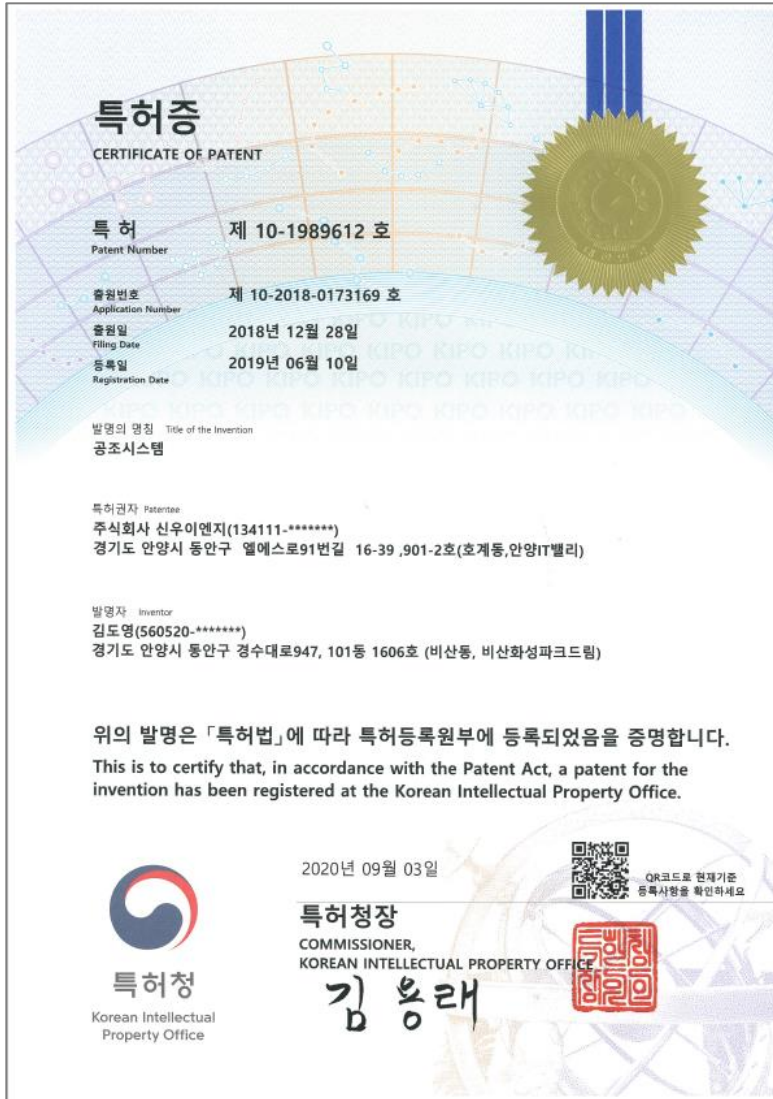 특허증
CERTIFICATE OF PATENT
특 허 제 10-1989612 호
Patent Number
출원번호 제 10-2018-0173169 호
Application Number
출원일 2018년 12월 28일
Filing Date
등록일 2019년 06월 10일
Registration Date
발명의 명칭 Title of the Invention
공조시스템
특허권자 Patentee
주식회사 신우이엔지(134111-*******)
경기도 안양시 동안구 엘에스로91번길 16-39 ,901-2호(호계동,안양IT밸리)
발명자 Inventor
김도영(560520-*******)
경기도 안양시 동안구 경수대로947, 101동 1606호 (비산동, 비산화성파크드림)
위의 발명은 「특허법」에 따라 특허등록원부에 등록되었음을 증명합니다.
This is to certify that, in accordance with the Patent Act, a patent for the
invention has been registered at the Korean Intellectual Property Office.
2020년 09월 03일
QR코드로 현재기준
등록사항을 확인하세요
특허청장
COMMISSIONER,
KOREAN INTELLECTUAL PROPERTY OFFICE
김용래
특허청
Korean Intellectual
Property Office